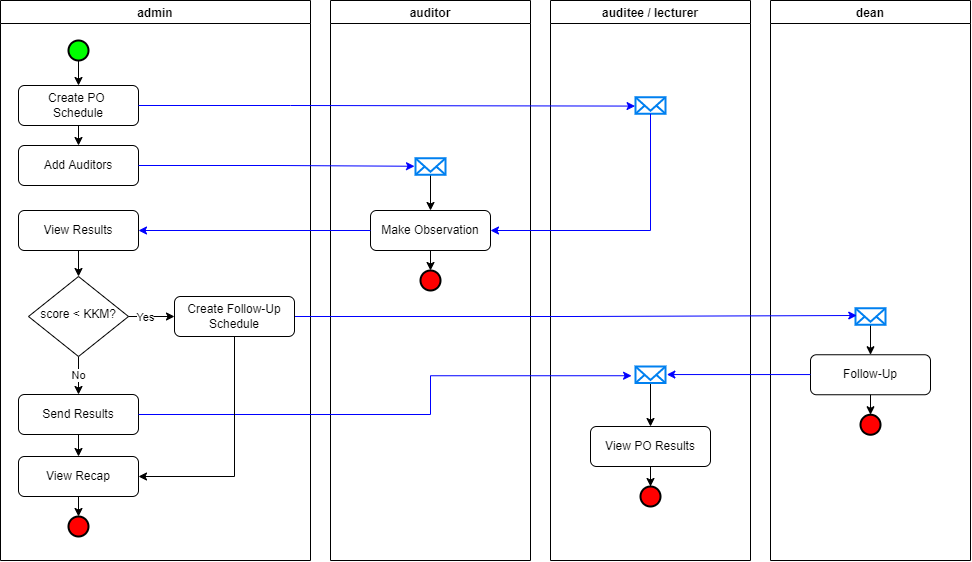 admin
auditor
auditee / lecturer
dean
Create PO
Schedule
Add Auditors
View Results
Make Observation
score < KKM?
Yes
Create Follow-Up
Schedule
No
Follow-Up
Send Results
View PO Results
View Recap